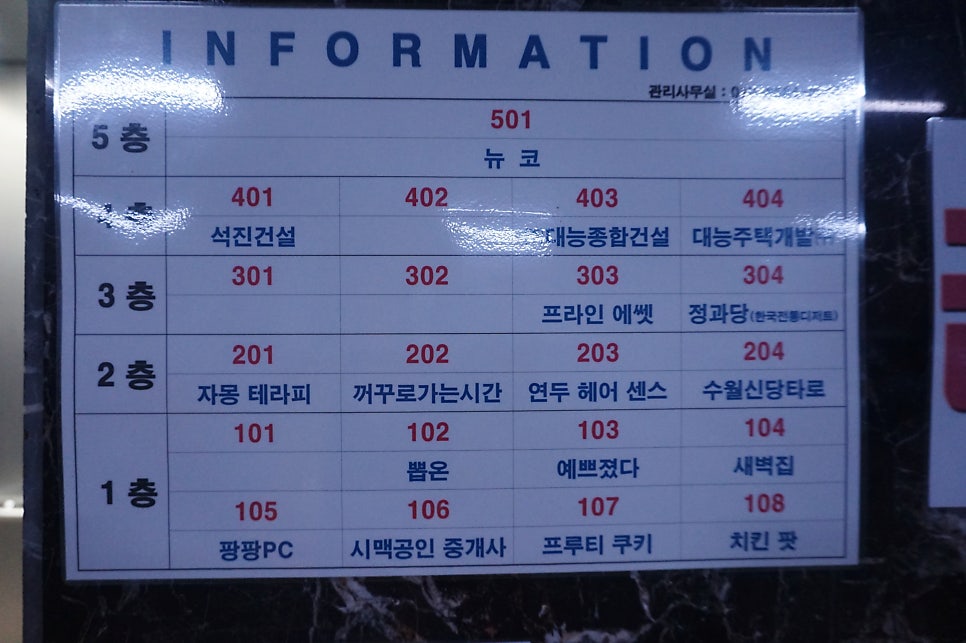 INFORMATION
관리사무실 :
501
5 층
뉴 코
401 402 403 404
석진건설 대능종합건설 대능주택개발
301 302 303 304
3 층
프라인 에쎗 정과당(한국전통디저트)
201 202 203 204
2 층
자몽 테라피 꺼꾸로가는시간 연두 헤어 센스 수월신당타로
101 102 103 104
뽑온 예쁘졌다 새벽집
1 층
105 106 107 108
팡팡PC 시맥공인 중개사 프루티 쿠키 치킨 팟